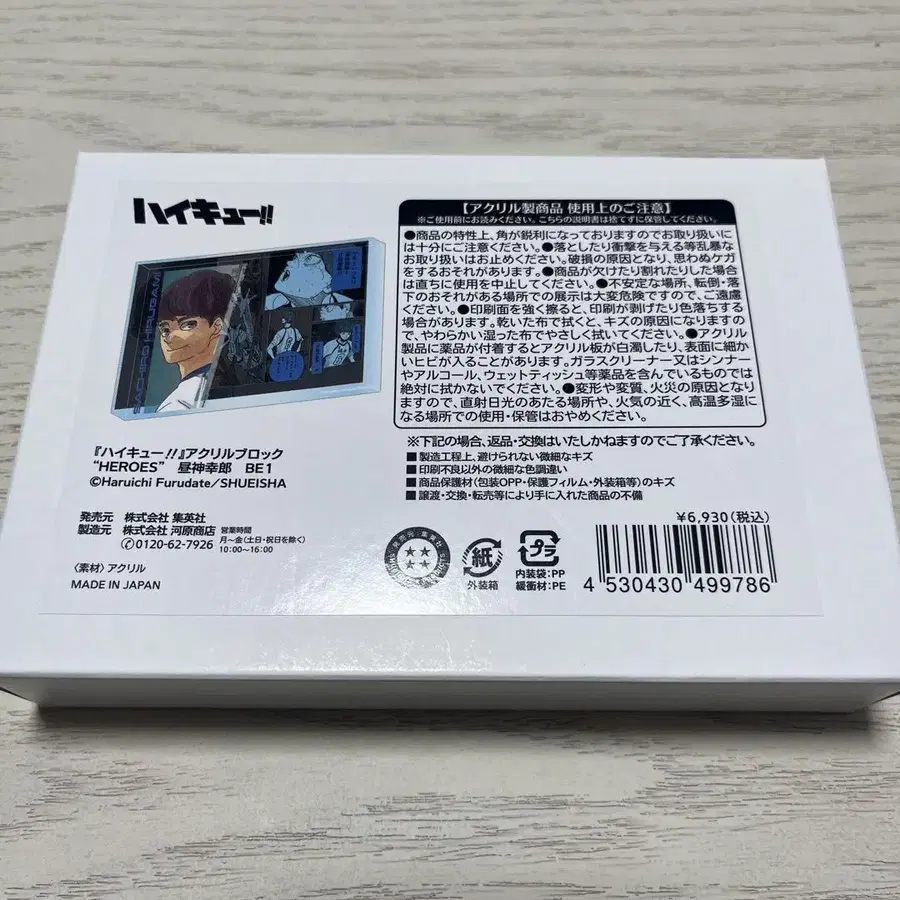 ハイキュー!!
【アクリル製商品 使用上のご注意】
※ご使用前にお読みください。こちらの説明書は捨てずに保管してください。
●商品の特性上、角が鋭利になっておりますのでお取り扱いに
は十分にご注意ください。●落としたり衝撃を与える等乱暴な
お取り扱いはお止めください。破損の原因となり、思わぬケガ
をするおそれがあります。●商品が欠けたり割れたりした場合
は直ちに使用を中止してください。●不安定な場所、転倒・落
下のおそれがある場所での展示は大変危険ですので、ご遠慮
ください。●印刷面を強く擦ると、印刷が剥げたり色落ちする
場合があります。乾いた布で拭くと、キズの原因になりますの
で、やわらかい湿った布でやさしく拭いてください。●アクリル
製品に薬品が付着するとアクリル板が白濁したり、表面に細か
いヒビが入ることがあります。ガラスクリーナー又はシンナー
やアルコール、ウェットティッシュ等薬品を含んでいるものでは
絶対に拭かないでください。●変形や変質、火災の原因となりま
すので、直射日光のあたる場所や、火気の近く、高温多湿に
なる場所での使用・保管はおやめください。
※下記の場合、返品・交換はいたしかねますのでご了承ください。
■製造工程上、避けられない微細なキズ
■印刷不良以外の微細な色調違い
■商品保護材(包装OPP・保護フィルム・外装箱等)のキズ
■譲渡・交換・転売等により手に入れた商品の不備
『ハイキュー!!』アクリルブロック
“HEROES” 昼神幸郎 BE1
©Haruichi Furudate/SHUEISHA
発売元 株式会社 集英社
製造元 株式会社 河原商店
0120-62-7926
営業時間
月〜金(土日・祝日を除く)
10:00〜16:00
〈素材〉アクリル
MADE IN JAPAN
紙
外装箱
プラ
内装袋:PP
緩衝材:PE
¥6,930(税込)
4 530430 499786